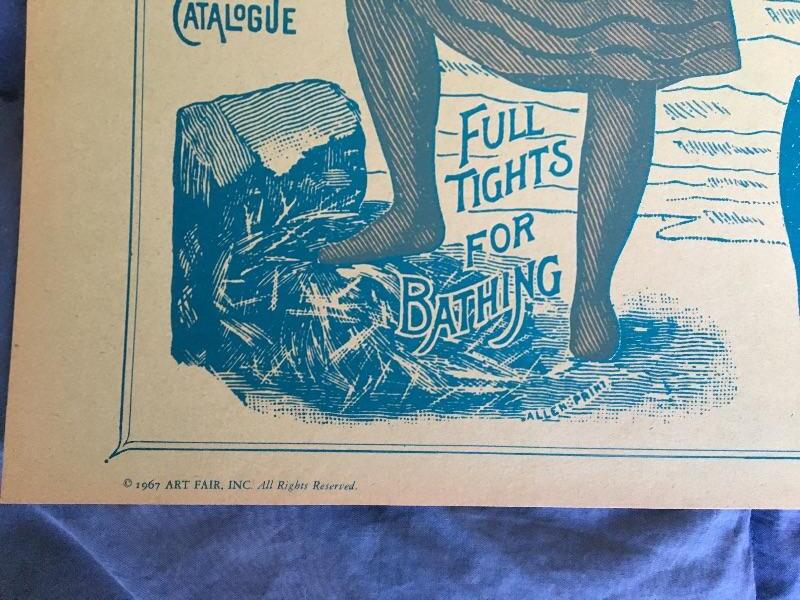 CATALOGUE
FULL
TIGHTS
FOR
BATHING
ALLEN-PRINT
© 1967 ART FAIR, INC. All Rights Reserved.